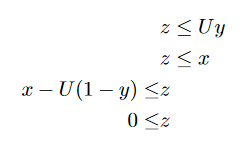 z ≤ Uy
z ≤ x
x − U(1 − y) ≤z
0 ≤z